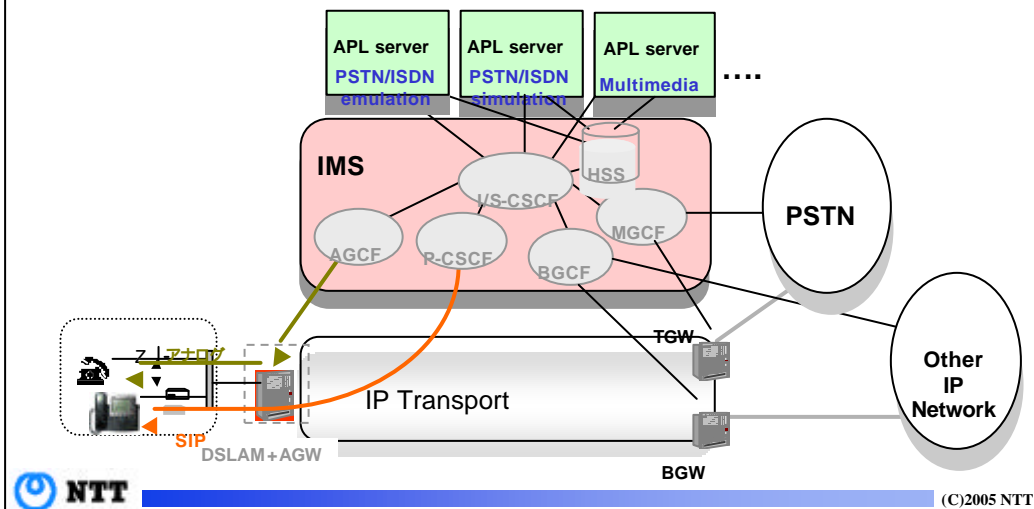 APL server
PSTN/ISDN
emulation
APL server
PSTN/ISDN
simulation
APL server
Multimedia
....
IMS
HSS
I/S-CSCF
AGCF
P-CSCF
BGCF
MGCF
PSTN
Other
IP
Network
TGW
アナログ
IP Transport
SIP
DSLAM+AGW
BGW
NTT
(C)2005 NTT